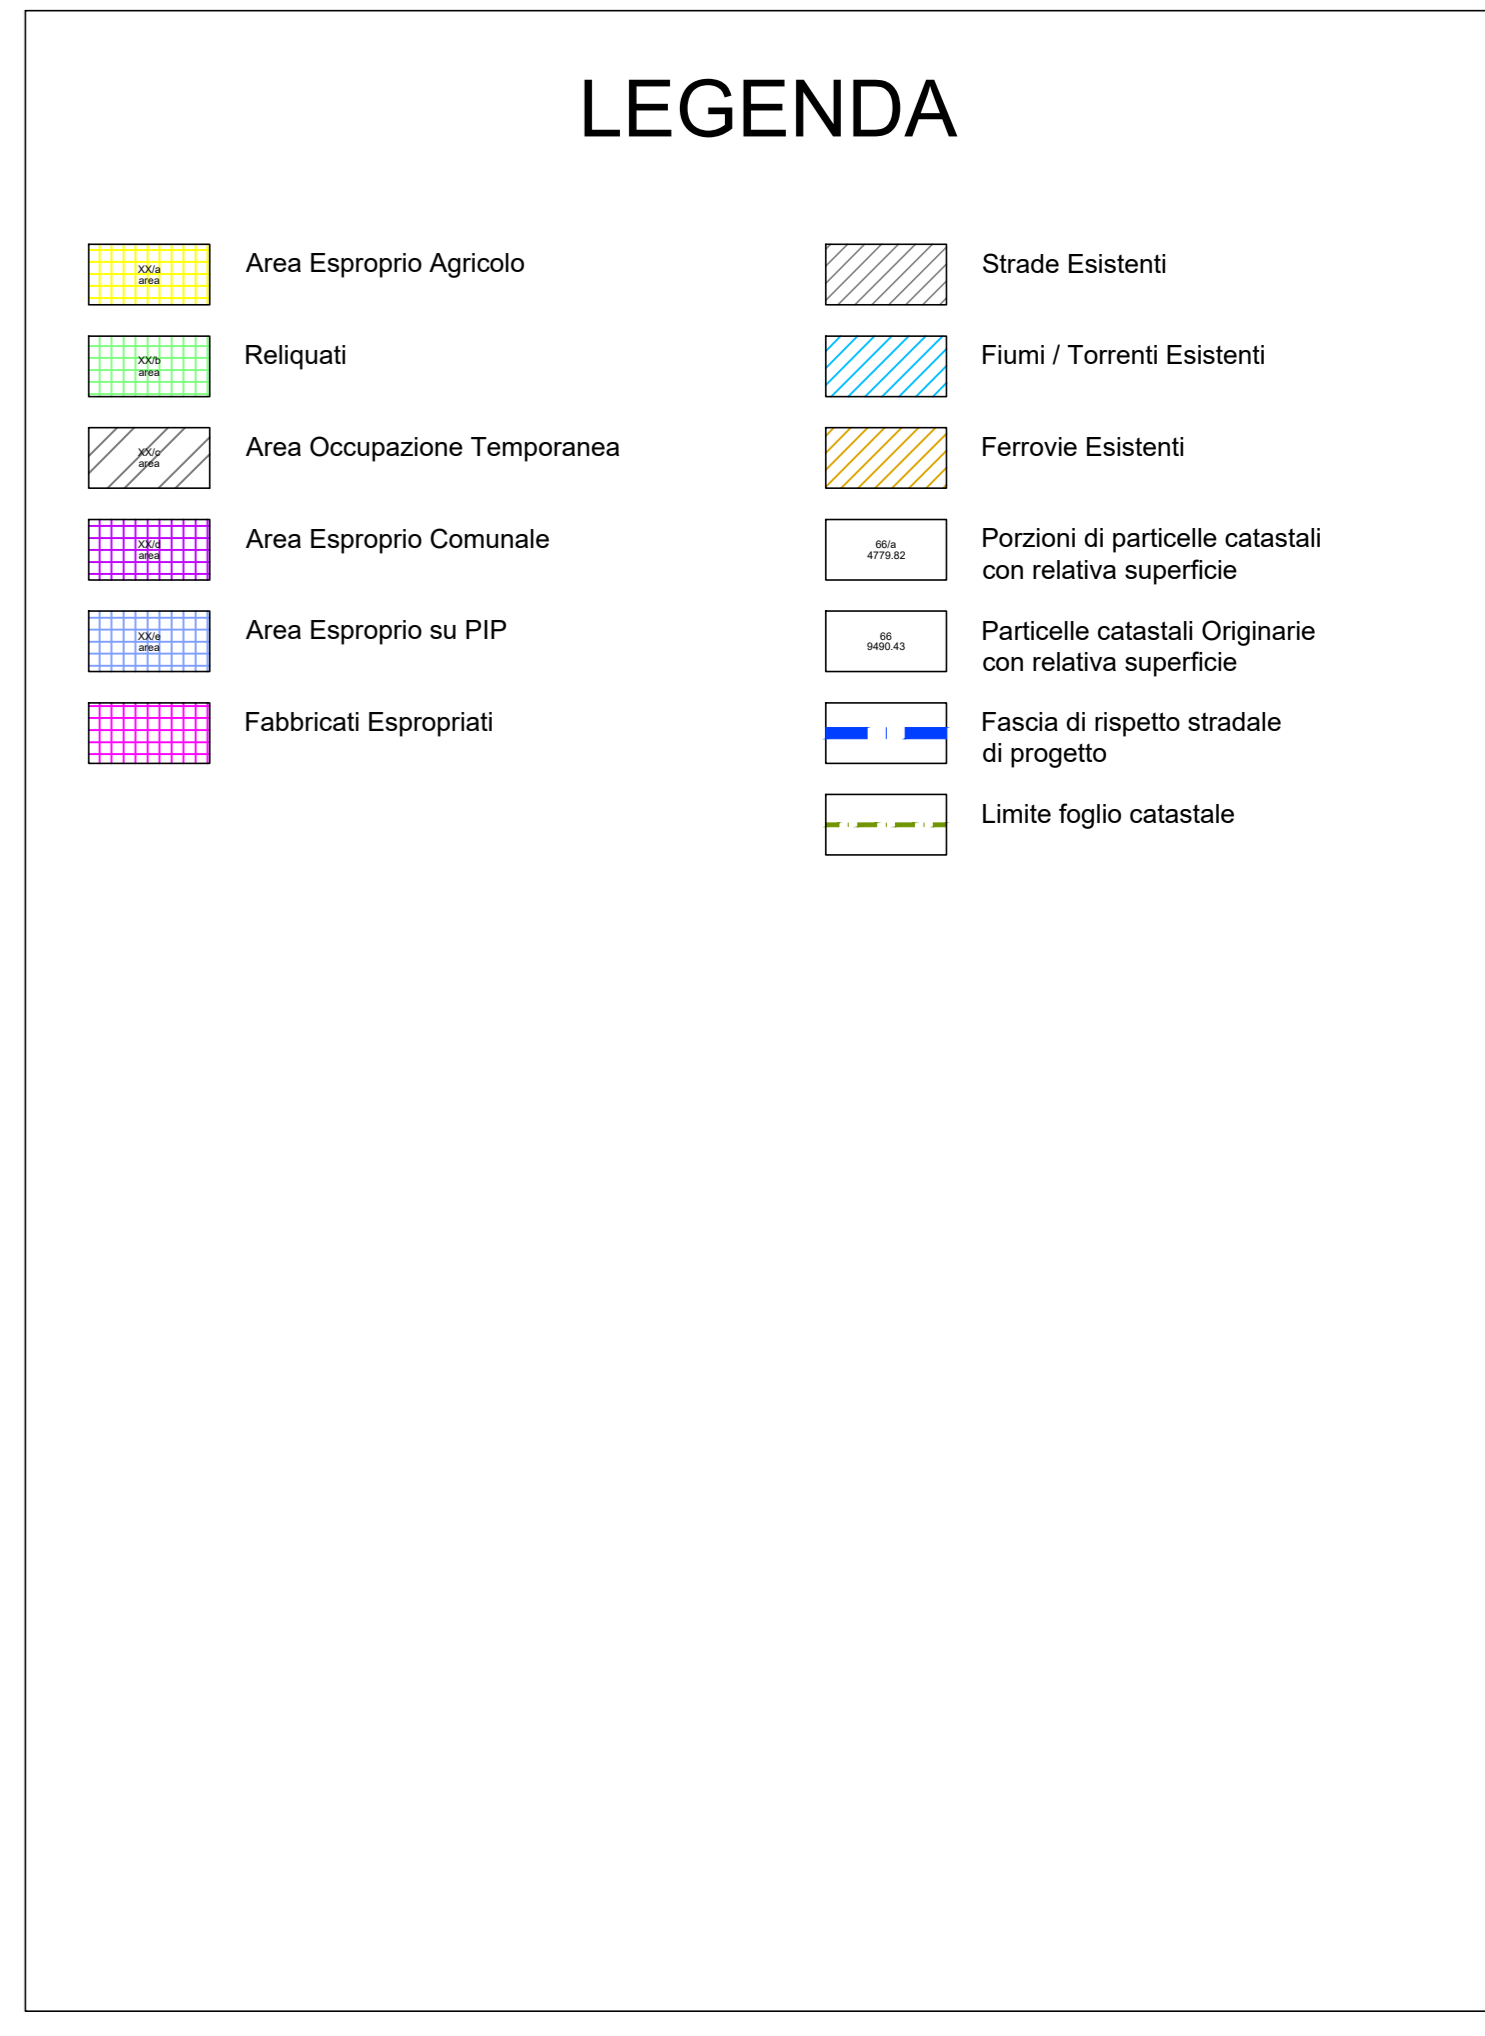 LEGENDA
XX/a
area
Area Esproprio Agricolo
XX/b
area
Reliquati
XX/c
area
Area Occupazione Temporanea
XX/d
area
Area Esproprio Comunale
XX/e
area
Area Esproprio su PIP
Fabbricati Espropriati
Strade Esistenti
Fiumi / Torrenti Esistenti
Ferrovie Esistenti
66/a
4779.82
Porzioni di particelle catastali
con relativa superficie
66
9490.43
Particelle catastali Originarie
con relativa superficie
Fascia di rispetto stradale
di progetto
Limite foglio catastale